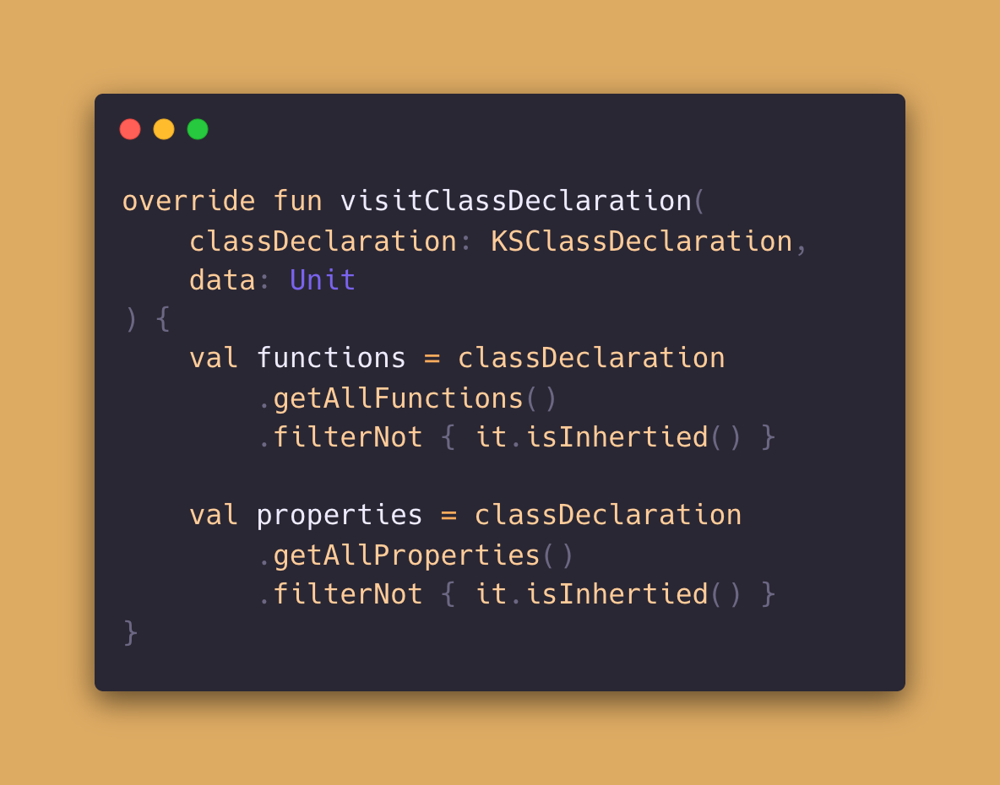 override fun visitClassDeclaration(
    classDeclaration: KSClassDeclaration,
    data: Unit
) {
    val functions = classDeclaration
        .getAllFunctions()
        .filterNot { it.isInhertied() }

    val properties = classDeclaration
        .getAllProperties()
        .filterNot { it.isInhertied() }
}